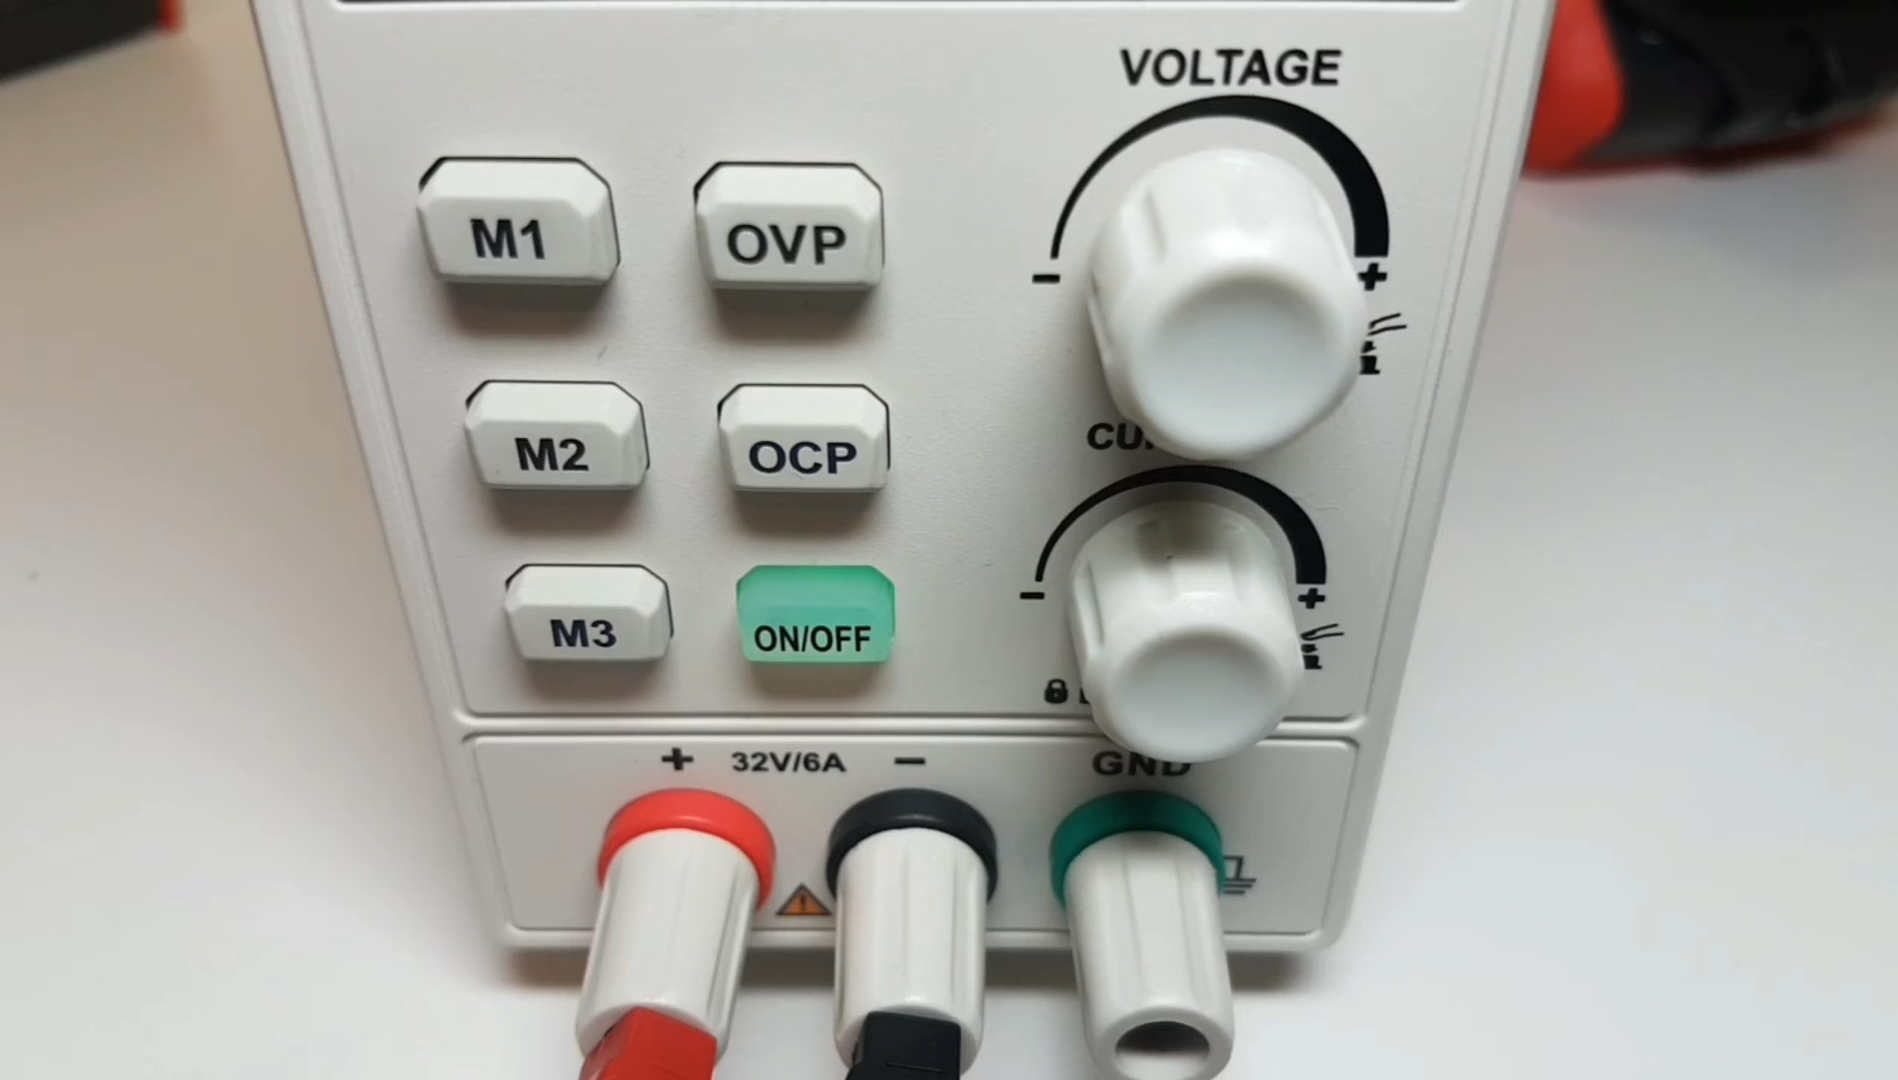 VOLTAGE
M1
OVP
-
+
M2
OCP
M3
ON/OFF
-
+
+ 32V/6A -
GND